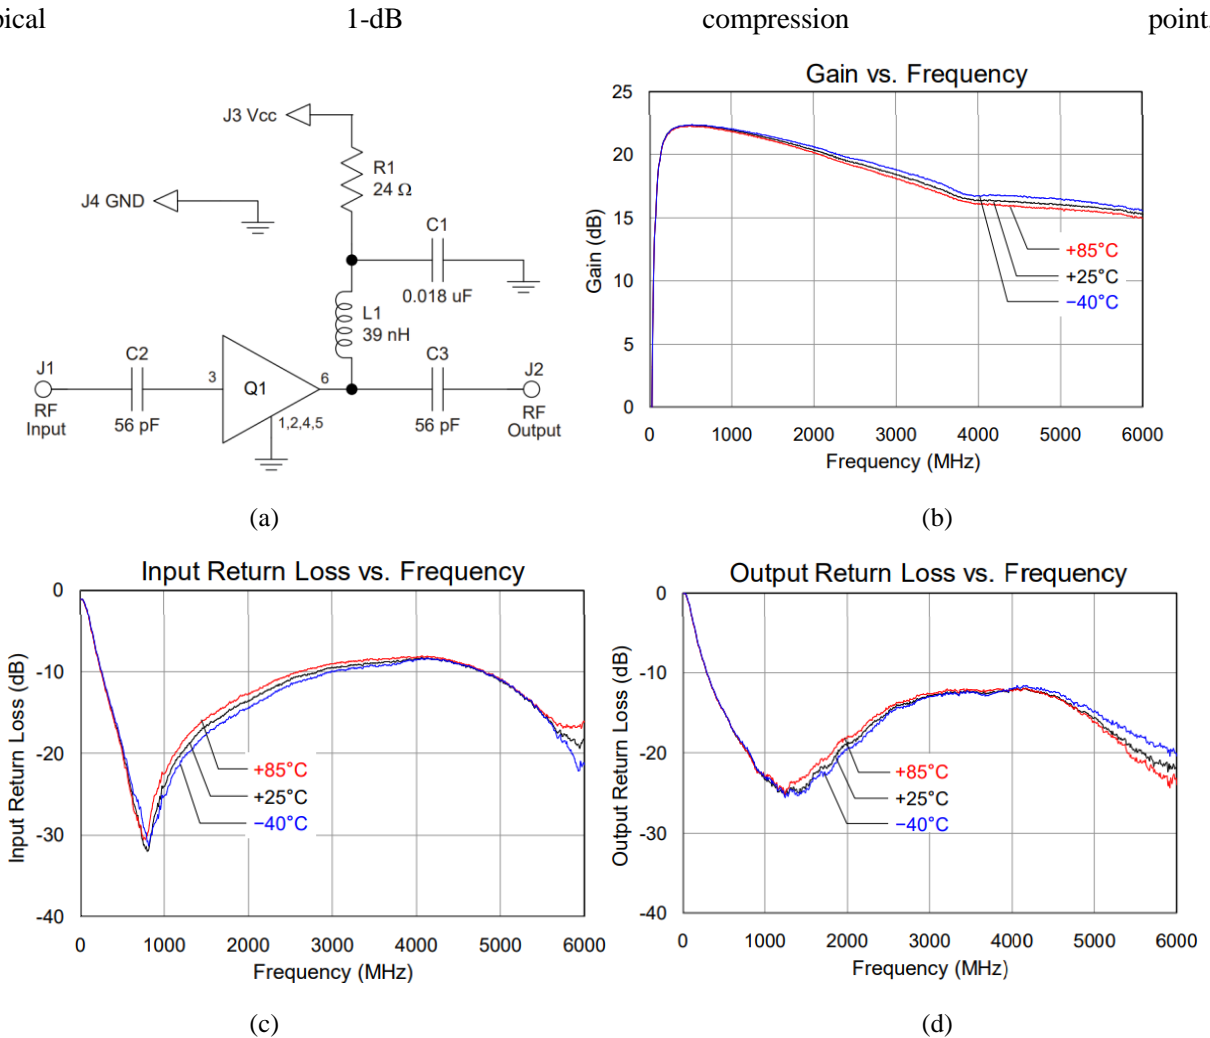 1-dB compression point.
J3 Vcc
R1
24 Ω
J4 GND
C1
0.018 uF
L1
39 nH
J1
RF
Input
C2
56 pF
3
Q1
6
1,2,4,5
C3
56 pF
J2
RF
Output
(a)
Gain vs. Frequency
Gain (dB)
25
20
15
10
5
0
+85°C
+25°C
−40°C
0 1000 2000 3000 4000 5000 6000
Frequency (MHz)
(b)
Input Return Loss vs. Frequency
Input Return Loss (dB)
0
-10
-20
-30
-40
+85°C
+25°C
−40°C
0 1000 2000 3000 4000 5000 6000
Frequency (MHz)
(c)
Output Return Loss vs. Frequency
Output Return Loss (dB)
0
-10
-20
-30
-40
+85°C
+25°C
−40°C
0 1000 2000 3000 4000 5000 6000
Frequency (MHz)
(d)